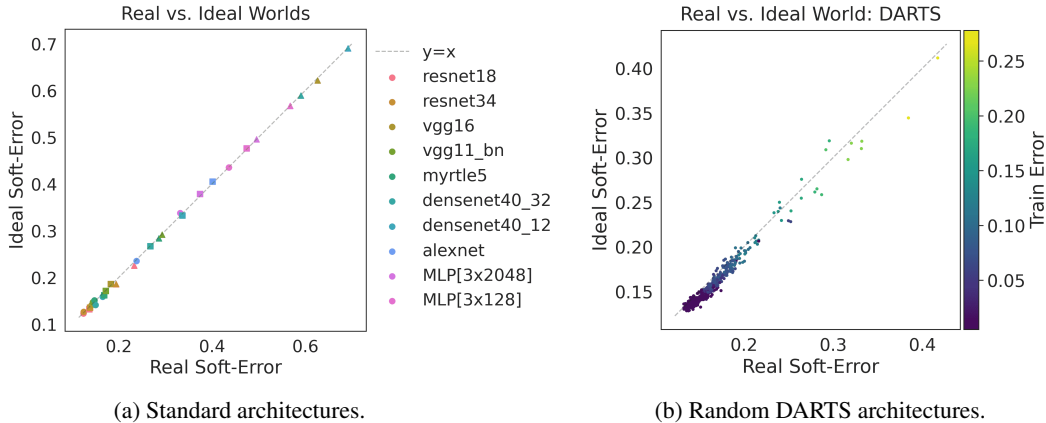 Real vs. Ideal Worlds
Ideal Soft-Error
0.7
0.6
0.5
0.4
0.3
0.2
0.1
0.2
0.4
0.6
Real Soft-Error
y=x
resnet18
resnet34
vgg16
vgg11_bn
myrtle5
densenet40_32
densenet40_12
alexnet
MLP[3x2048]
MLP[3x128]
(a) Standard architectures.
Real vs. Ideal World: DARTS
Ideal Soft-Error
0.40
0.35
0.30
0.25
0.20
0.15
0.2
0.3
0.4
Real Soft-Error
0.25
0.20
0.15
0.10
0.05
Train Error
(b) Random DARTS architectures.